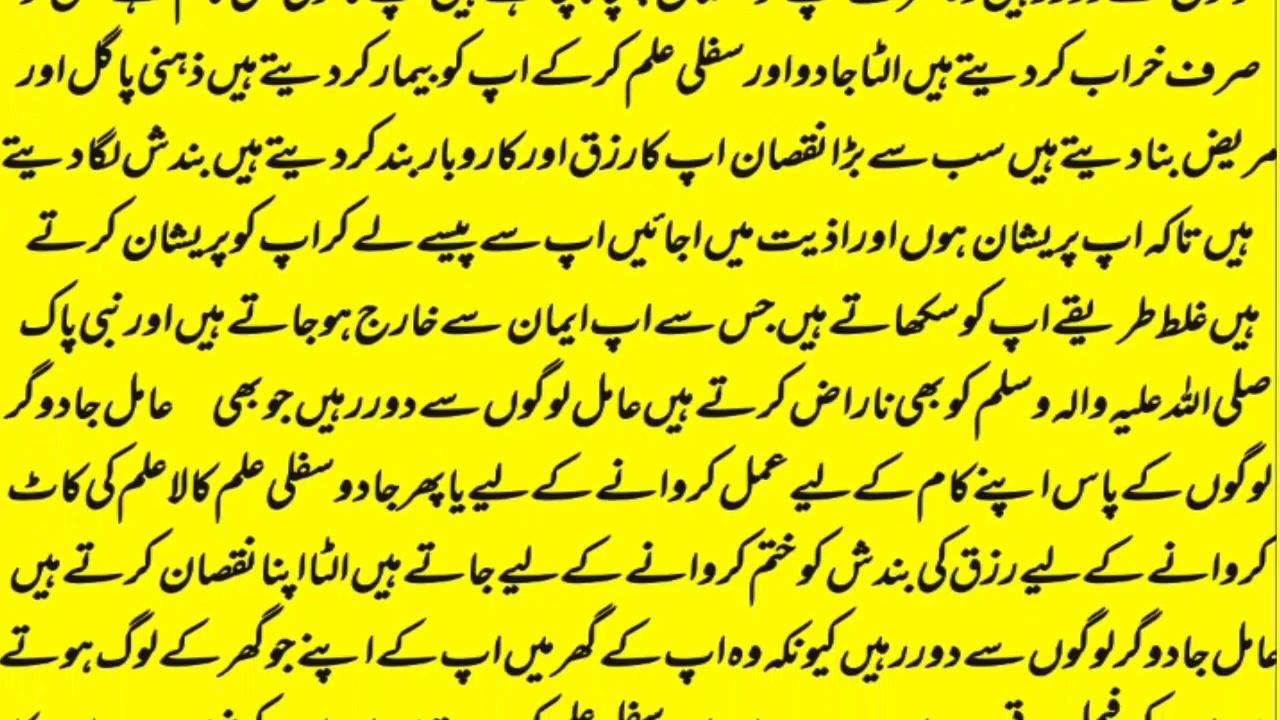 صرف خراب کر دیتے ہیں الٹا جادو اور سفلی علم کر کے اپ کو بیمار کر دیتے ہیں ذہنی پاگل اور
مریض بنا دیتے ہیں سب سے بڑا نقصان اپ کا رزق اور کاروبار بند کر دیتے ہیں بندش لگا دیتے
ہیں تاکہ اپ پریشان ہوں اور اذیت میں اجائیں اپ سے پیسے لے کر اپ کو پریشان کرتے
ہیں غلط طریقے اپ کو سکھاتے ہیں جس سے اپ ایمان سے خارج ہو جاتے ہیں اور نبی پاک
صلی اللہ علیہ والہ وسلم کو بھی ناراض کرتے ہیں عامل لوگوں سے دور رہیں جو بھی عامل جادوگر
لوگوں کے پاس اپنے کام کے لیے عمل کروانے کے لیے یا پھر جادو سفلی علم کالا علم کی کاٹ
کروانے کے لیے رزق کی بندش کو ختم کروانے کے لیے جاتے ہیں الٹا اپنا نقصان کرتے ہیں
عامل جادوگر لوگوں سے دور رہیں کیونکہ وہ اپ کے گھر میں اپ کے اپنے جو گھر کے لوگ ہوتے